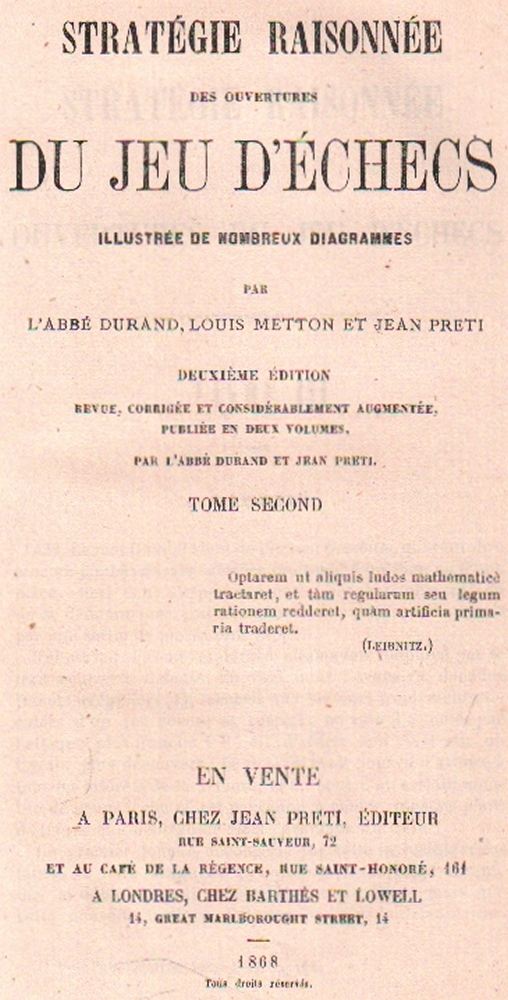 STRATÉGIE RAISONNÉE
DES OUVERTURES
DU JEU D'ÉCHECS
ILLUSTRÉE DE NOMBREUX DIAGRAMMES
PAR
L'ABBÉ DURAND, LOUIS METTON ET JEAN PRETI
DEUXIÈME ÉDITION
REVUE, CORRIGÉE ET CONSIDÉRABLEMENT AUGMENTÉE,
PUBLIÉE EN DEUX VOLUMES,
PAR L'ABBÉ DURAND ET JEAN PRETI.
TOME SECOND
Optarem ut aliquis ludos mathematicè
tractaret, et tàm regularum seu legum
rationem redderet, quàm artificia prima-
ria traderet.
(LEIBNITZ.)
EN VENTE
A PARIS, CHEZ JEAN PRETI, ÉDITEUR
RUE SAINT-SAUVEUR, 72
ET AU CAFÉ DE LA RÉGENCE, RUE SAINT-HONORÉ, 161
A LONDRES, CHEZ BARTHÉS ET LOWELL
14, GREAT MARLBOROUGHT STREET, 14
1868
Tous droits réservés.